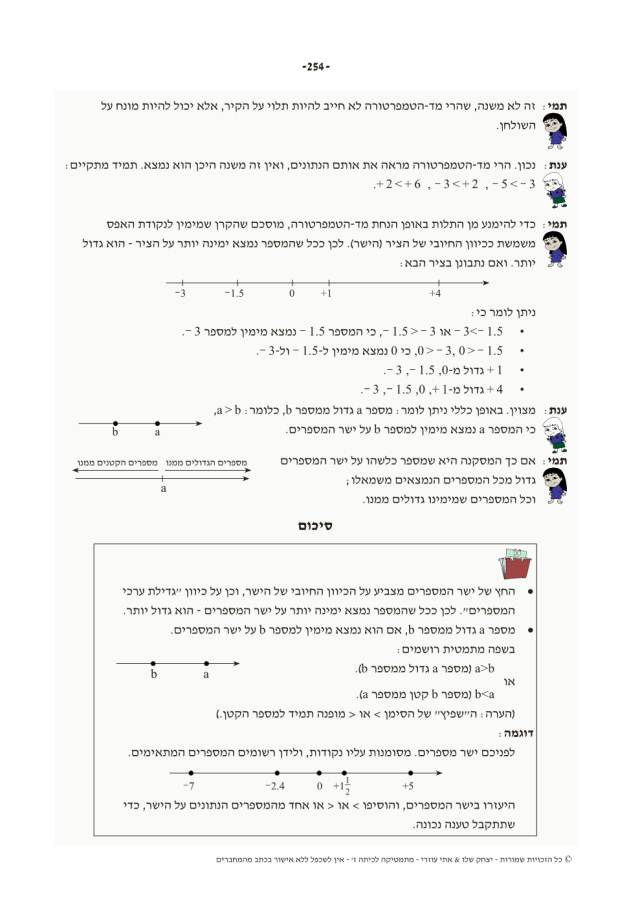 -254-
תמי: זה לא משנה, שהרי מד-הטמפרטורה לא חייב להיות תלוי על הקיר, אלא יכול להיות מונח על
השולחן.
ענת: נכון. הרי מד-הטמפרטורה מראה את אותם הנתונים, ואין זה משנה היכן הוא נמצא. תמיד מתקיים:
−5 < −3 , −3 < +2 , +2 < +6.
תמי: כדי להימנע מן התלות באופן הנחת מד-הטמפרטורה, מוסכם שהקרן שמימין לנקודת האפס
משמשת ככיוון החיובי של הציר (הישר). לכן ככל שהמספר נמצא ימינה יותר על הציר - הוא גדול
יותר. ואם נתבונן בציר הבא:
−3 −1.5 0 +1 +4
ניתן לומר כי:
• −3<−1.5 או −1.5 > −3, כי המספר −1.5 נמצא מימין למספר −3.
• 0 > −3, 0 > −1.5, כי 0 נמצא מימין ל-−1.5 ול-−3.
• +1 גדול מ-0, −1.5, −3.
• +4 גדול מ-+1, 0, −1.5, −3.
ענת: מצוין. באופן כללי ניתן לומר: מספר a גדול ממספר b, כלומר: a > b,
כי המספר a נמצא מימין למספר b על ישר המספרים.
b a
תמי: אם כך המסקנה היא שמספר כלשהו על ישר המספרים
גדול מכל המספרים הנמצאים משמאלו;
וכל המספרים שמימינו גדולים ממנו.
מספרים הגדולים ממנו מספרים הקטנים ממנו
a
סיכום
• החץ של ישר המספרים מצביע על הכיוון החיובי של הישר, וכן על כיוון "גדילת ערכי
המספרים". לכן ככל שהמספר נמצא ימינה יותר על ישר המספרים - הוא גדול יותר.
• מספר a גדול ממספר b, אם הוא נמצא מימין למספר b על ישר המספרים.
בשפה מתמטית רושמים:
a>b (מספר a גדול ממספר b).
או
b<a (מספר b קטן ממספר a).
b a
(הערה: ה"שפיץ" של הסימן > או < מופנה תמיד למספר הקטן.)
דוגמה:
לפניכם ישר מספרים. מסומנות עליו נקודות, ולידן רשומים המספרים המתאימים.
−7 −2.4 0 +1½ +5
היעזרו בישר המספרים, והוסיפו > או < או אחד מהמספרים הנתונים על הישר, כדי
שתתקבל טענה נכונה.
© כל הזכויות שמורות - יצחק שלו & אתי עוזרי - מתמטיקה לכיתה ז' - אין לשכפל ללא אישור בכתב מהמחברים